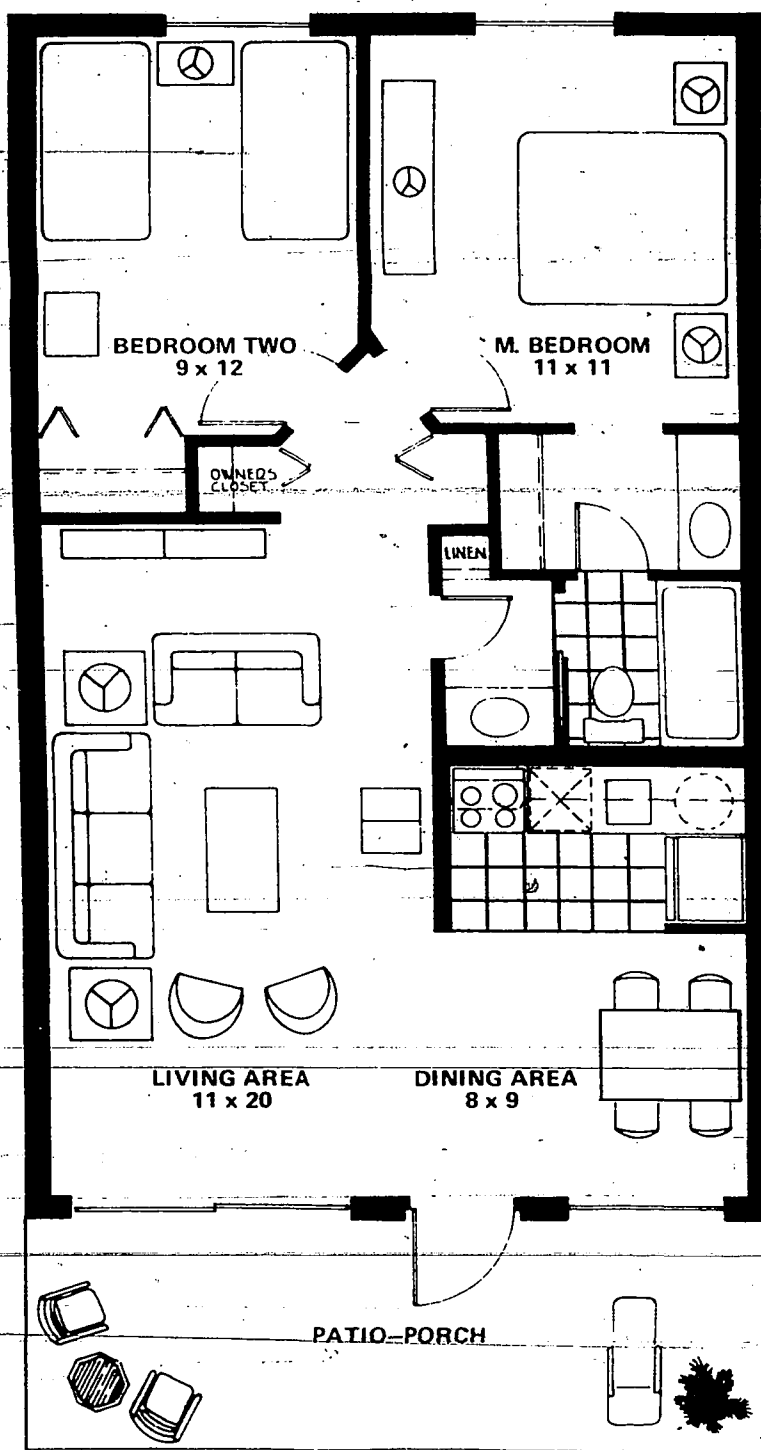 BEDROOM TWO
9 x 12
M. BEDROOM
11 x 11
OWNERS
CLOSET
LINEN
LIVING AREA
11 x 20
DINING AREA
8 x 9
PATIO–PORCH